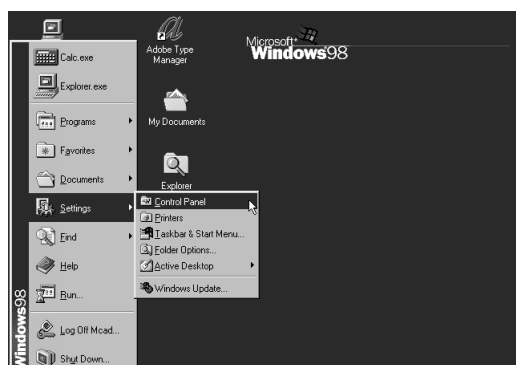 Microsoft
Windows98
Adobe Type
Manager
My Documents
Explorer
Calc.exe
Explorer.exe
Programs
Favorites
Documents
Settings
Find
Help
Run...
Log Off Mcad...
Shut Down...
Windows98
Control Panel
Printers
Taskbar & Start Menu...
Folder Options...
Active Desktop
Windows Update...